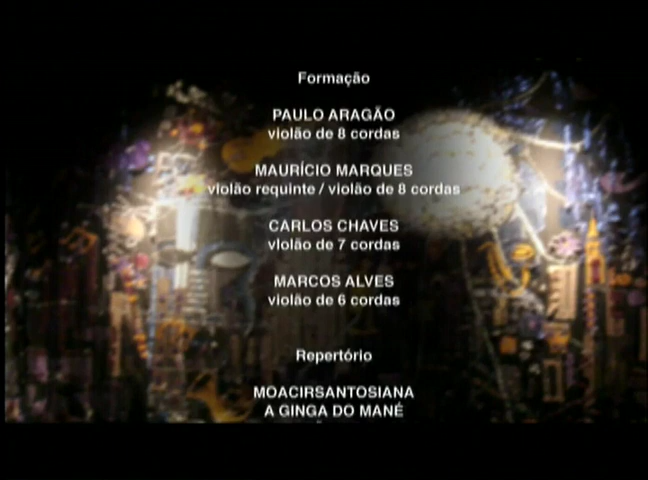 Formação
PAULO ARAGÃO
violão de 8 cordas
MAURÍCIO MARQUES
violão requinte / violão de 8 cordas
CARLOS CHAVES
violão de 7 cordas
MARCOS ALVES
violão de 6 cordas
Repertório
MOACIRSANTOSIANA
A GINGA DO MANÉ